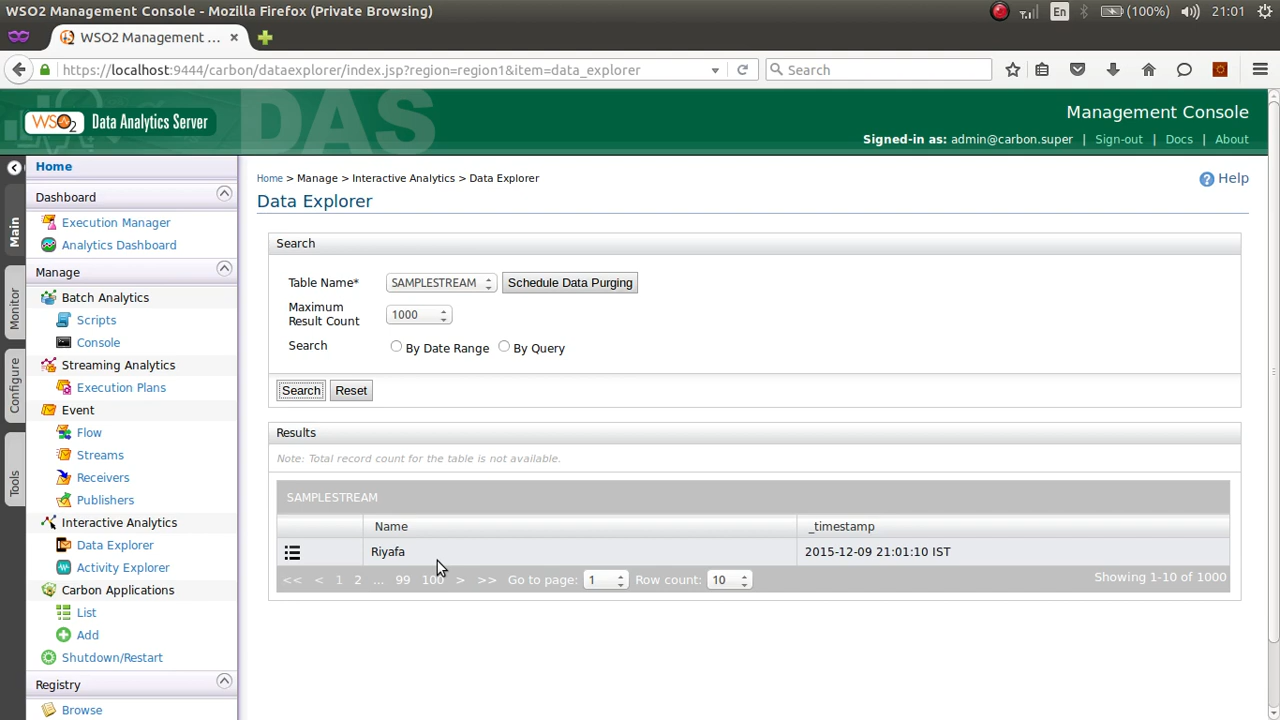 WSO2 Management Console - Mozilla Firefox (Private Browsing)
En
(100%)
21:01
WSO2 Management ...
https://localhost:9444/carbon/dataexplorer/index.jsp?region=region1&item=data_explorer
Search
WSO2 Data Analytics Server
DAS
Management Console
Signed-in as: admin@carbon.super | Sign-out | Docs | About
Main
Monitor
Configure
Tools
Home
Dashboard
Execution Manager
Analytics Dashboard
Manage
Batch Analytics
Scripts
Console
Streaming Analytics
Execution Plans
Event
Flow
Streams
Receivers
Publishers
Interactive Analytics
Data Explorer
Activity Explorer
Carbon Applications
List
Add
Shutdown/Restart
Registry
Browse
Home > Manage > Interactive Analytics > Data Explorer
Help
Data Explorer
Search
Table Name* SAMPLESTREAM Schedule Data Purging
Maximum
Result Count 1000
Search By Date Range By Query
Search Reset
Results
Note: Total record count for the table is not available.
SAMPLESTREAM
Name _timestamp
Riyafa 2015-12-09 21:01:10 IST
<< < 1 2 ... 99 100 > >> Go to page: 1 Row count: 10 Showing 1-10 of 1000